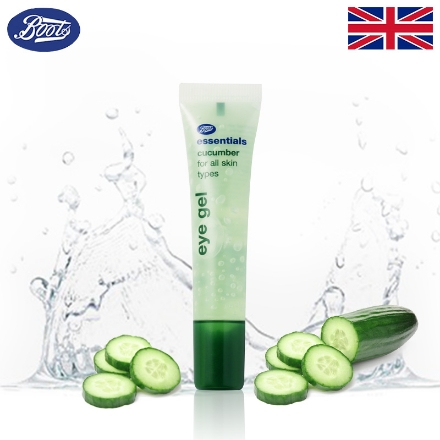 Boots
Boots
essentials
cucumber
for all skin
types
eye gel